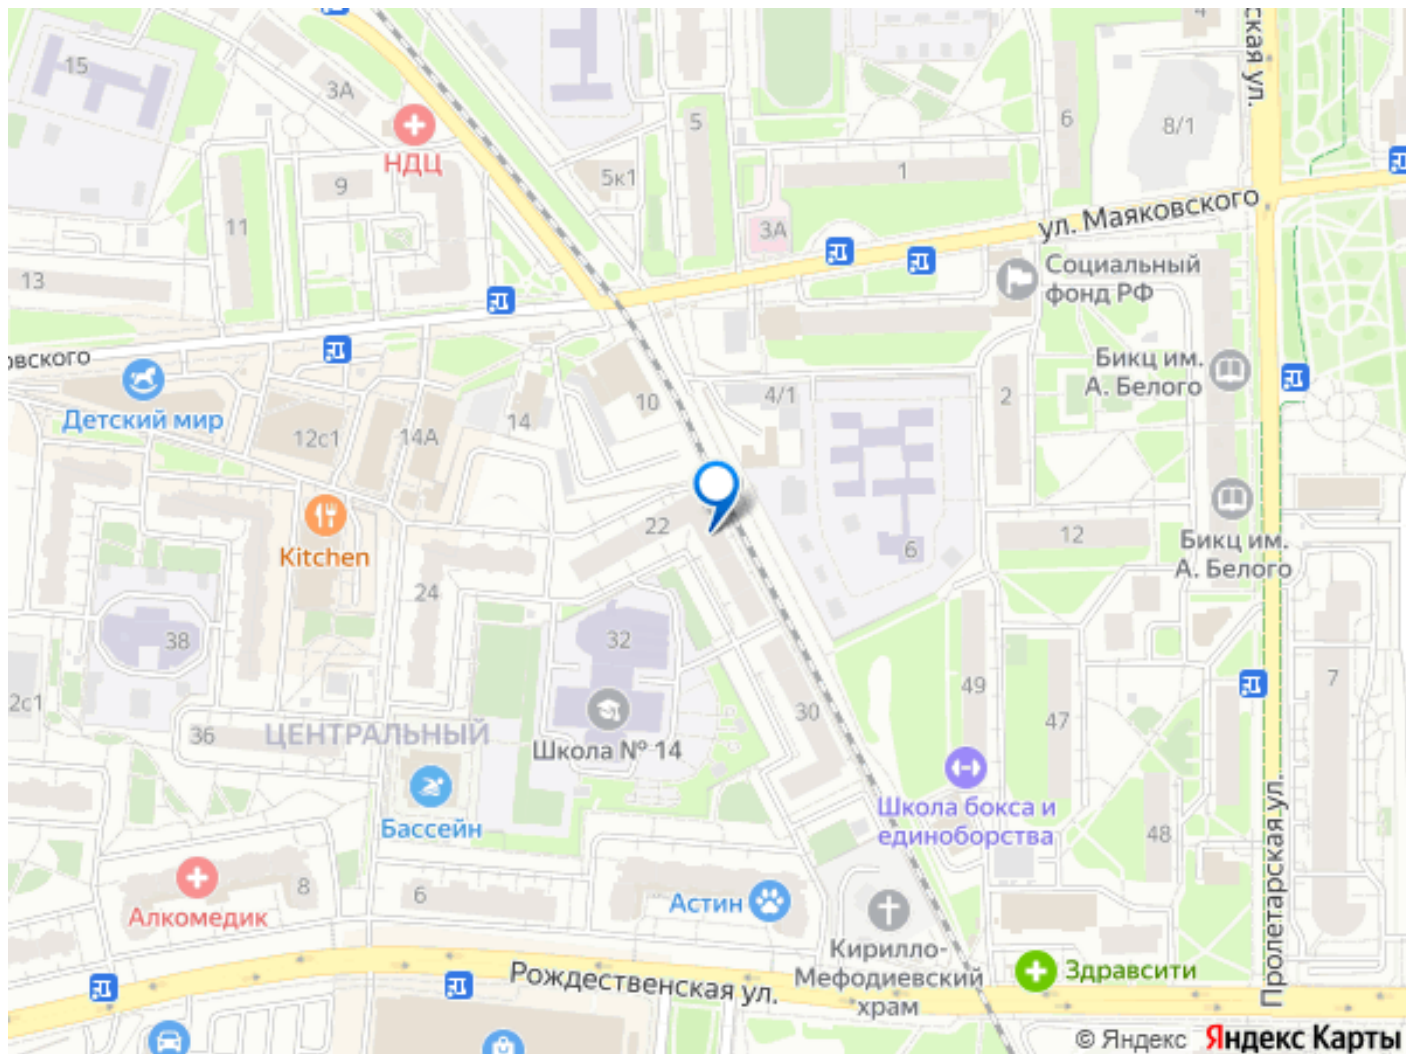 15
3А
НДЦ
9
11
13
5
5к1
3А
1
6
4
8/1
ская ул.
ул. Маяковского
Социальный
фонд РФ
овского
Детский мир
12с1
14А
14
10
4/1
2
Бикц им.
А. Белого
Kitchen
22
24
6
12
Бикц им.
А. Белого
38
32
2с1
36
ЦЕНТРАЛЬНЫЙ
Школа № 14
30
49
47
7
Бассейн
Школа бокса и
единоборства
48
Пролетарская ул.
Алкомедик
8
6
Астин
Кирилло-
Мефодиевский
храм
Здравсити
Рождественская ул.
© Яндекс Яндекс Карты